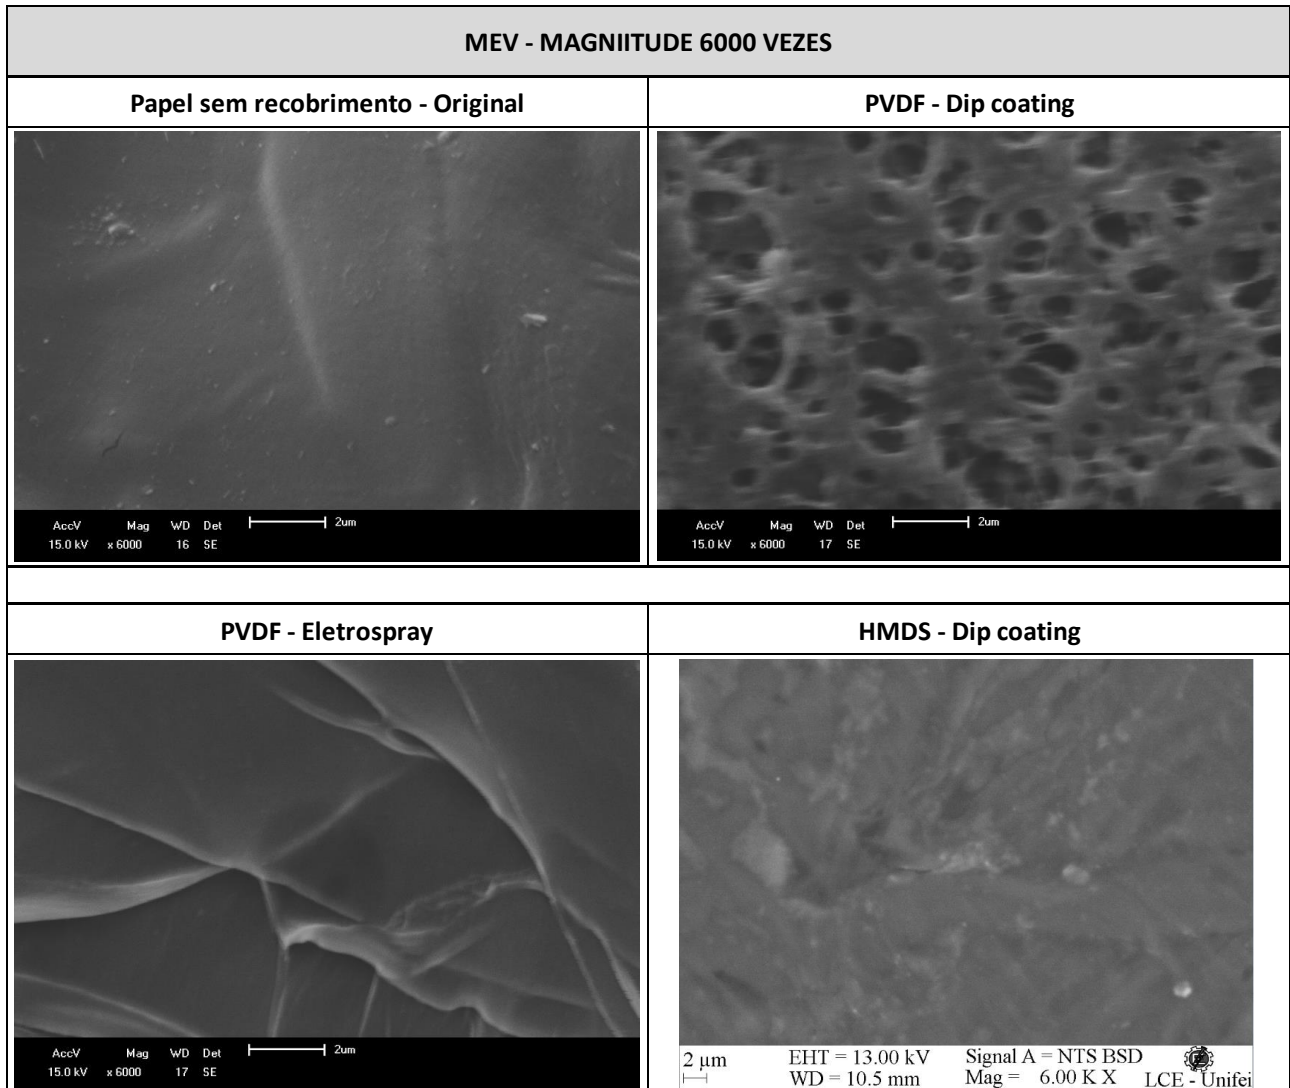 MEV - MAGNIITUDE 6000 VEZES
Papel sem recobrimento - Original
PVDF - Dip coating
AccV Mag WD Det 2um
15.0 kV x 6000 16 SE
AccV Mag WD Det 2um
15.0 kV x 6000 17 SE
PVDF - Eletrospray
HMDS - Dip coating
AccV Mag WD Det 2um
15.0 kV x 6000 17 SE
2 µm EHT = 13.00 kV Signal A = NTS BSD
WD = 10.5 mm Mag = 6.00 K X LCE - Unifei